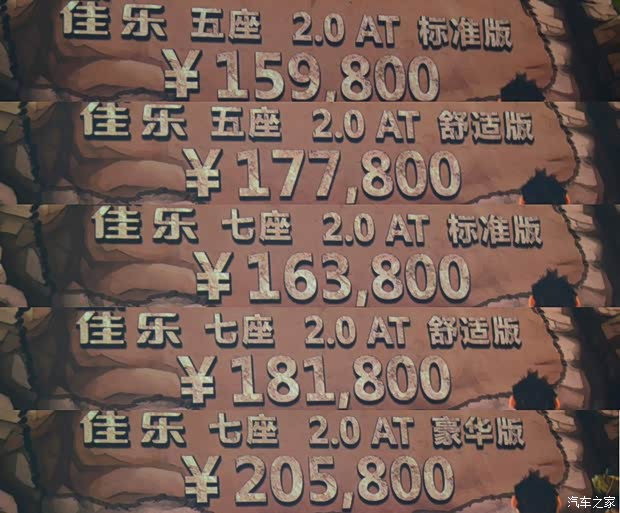 佳乐 五座 2.0 AT 标准版
¥159,800
佳乐 五座 2.0 AT 舒适版
¥177,800
佳乐 七座 2.0 AT 标准版
¥163,800
佳乐 七座 2.0 AT 舒适版
¥181,800
佳乐 七座 2.0 AT 豪华版
¥205,800
汽车之家